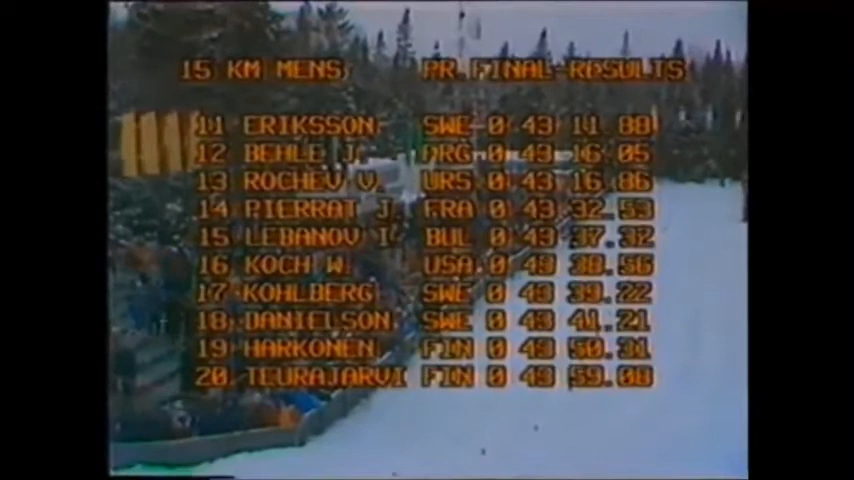 15 KM MENS PR.FINAL-RESULTS
11 ERIKSSON SWE 0 43 11.88
12 BEHLE J. FRG 0 43 16.05
13 ROCHEV V. URS 0 43 16.86
14 PIERRAT J. FRA 0 43 32.53
15 LEBANOV I. BUL 0 43 37.32
16 KOCH W. USA 0 43 38.56
17 KOHLBERG SWE 0 43 39.22
18 DANIELSON SWE 0 43 41.21
19 HARKONEN FIN 0 43 50.31
20 TEURAJARVI FIN 0 43 59.08